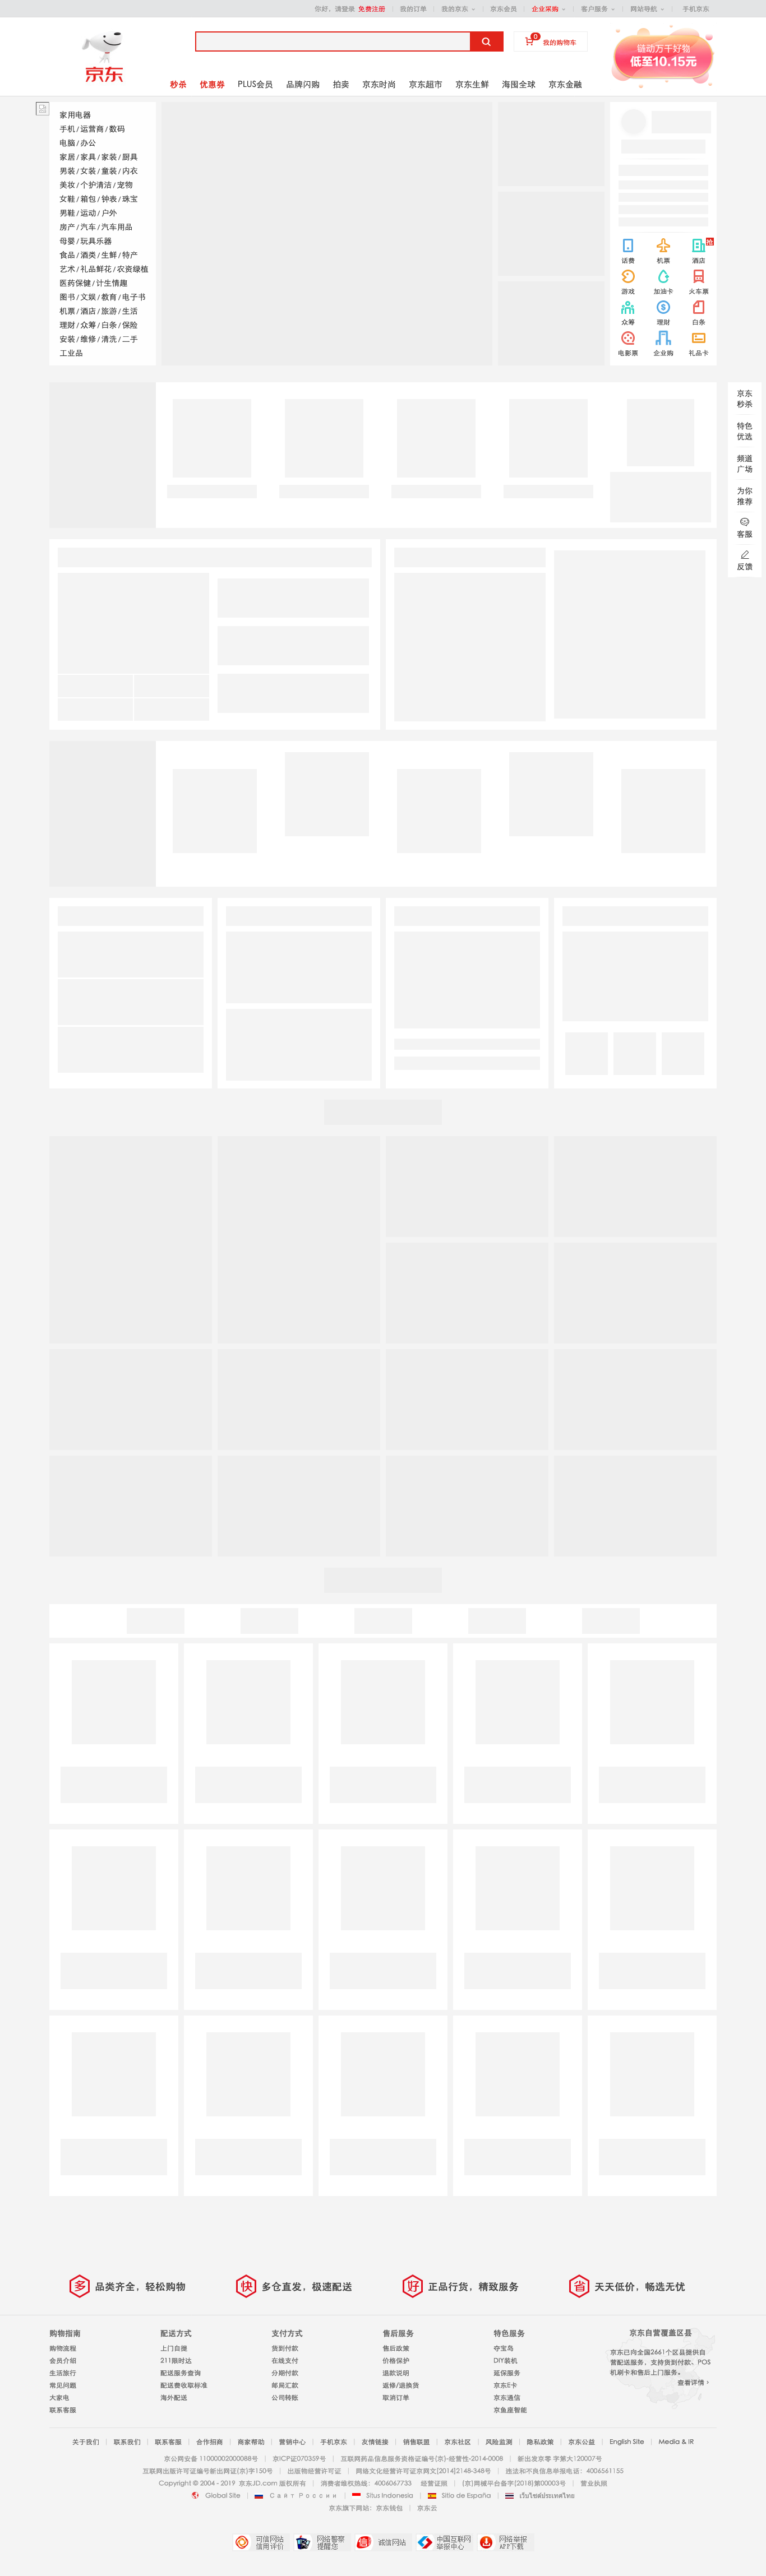 你好，请登录 免费注册 我的订单 我的京东 京东会员 企业采购 客户服务 网站导航 手机京东
京东
0 我的购物车
链动万千好物
低至10.15元
秒杀 优惠券 PLUS会员 品牌闪购 拍卖 京东时尚 京东超市 京东生鲜 海囤全球 京东金融
家用电器
手机 / 运营商 / 数码
电脑 / 办公
家居 / 家具 / 家装 / 厨具
男装 / 女装 / 童装 / 内衣
美妆 / 个护清洁 / 宠物
女鞋 / 箱包 / 钟表 / 珠宝
男鞋 / 运动 / 户外
房产 / 汽车 / 汽车用品
母婴 / 玩具乐器
食品 / 酒类 / 生鲜 / 特产
艺术 / 礼品鲜花 / 农资绿植
医药保健 / 计生情趣
图书 / 文娱 / 教育 / 电子书
机票 / 酒店 / 旅游 / 生活
理财 / 众筹 / 白条 / 保险
安装 / 维修 / 清洗 / 二手
工业品
抢
话费 机票 酒店
游戏 加油卡 火车票
众筹 理财 白条
电影票 企业购 礼品卡
京东
秒杀
特色
优选
频道
广场
为你
推荐
客服
反馈
多 品类齐全，轻松购物
快 多仓直发，极速配送
好 正品行货，精致服务
省 天天低价，畅选无忧
购物指南
购物流程
会员介绍
生活旅行
常见问题
大家电
联系客服
配送方式
上门自提
211限时达
配送服务查询
配送费收取标准
海外配送
支付方式
货到付款
在线支付
分期付款
邮局汇款
公司转账
售后服务
售后政策
价格保护
退款说明
返修/退换货
取消订单
特色服务
夺宝岛
DIY装机
延保服务
京东E卡
京东通信
京鱼座智能
京东自营覆盖区县
京东已向全国2661个区县提供自
营配送服务，支持货到付款、POS
机刷卡和售后上门服务。
查看详情 ›
关于我们 | 联系我们 | 联系客服 | 合作招商 | 商家帮助 | 营销中心 | 手机京东 | 友情链接 | 销售联盟 | 京东社区 | 风险监测 | 隐私政策 | 京东公益 | English Site | Media & IR
京公网安备 11000002000088号 | 京ICP证070359号 | 互联网药品信息服务资格证编号(京)-经营性-2014-0008 | 新出发京零 字第大120007号
互联网出版许可证编号新出网证(京)字150号 | 出版物经营许可证 | 网络文化经营许可证京网文[2014]2148-348号 | 违法和不良信息举报电话：4006561155
Copyright © 2004 - 2019 京东JD.com 版权所有 | 消费者维权热线：4006067733 经营证照 | (京)网械平台备字(2018)第00003号 | 营业执照
Global Site | Сайт России | Situs Indonesia | Sitio de España | เว็บไซต์ประเทศไทย
京东旗下网站：京东钱包 | 京东云
可信网站
信用评价
网络警察
提醒您
诚信网站
中国互联网
举报中心
网络举报
APP下载